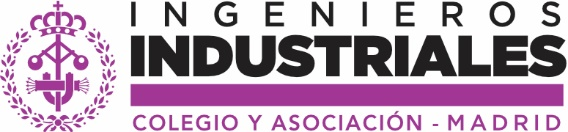 INGENIEROS
INDUSTRIALES
COLEGIO Y ASOCIACIÓN - MADRID